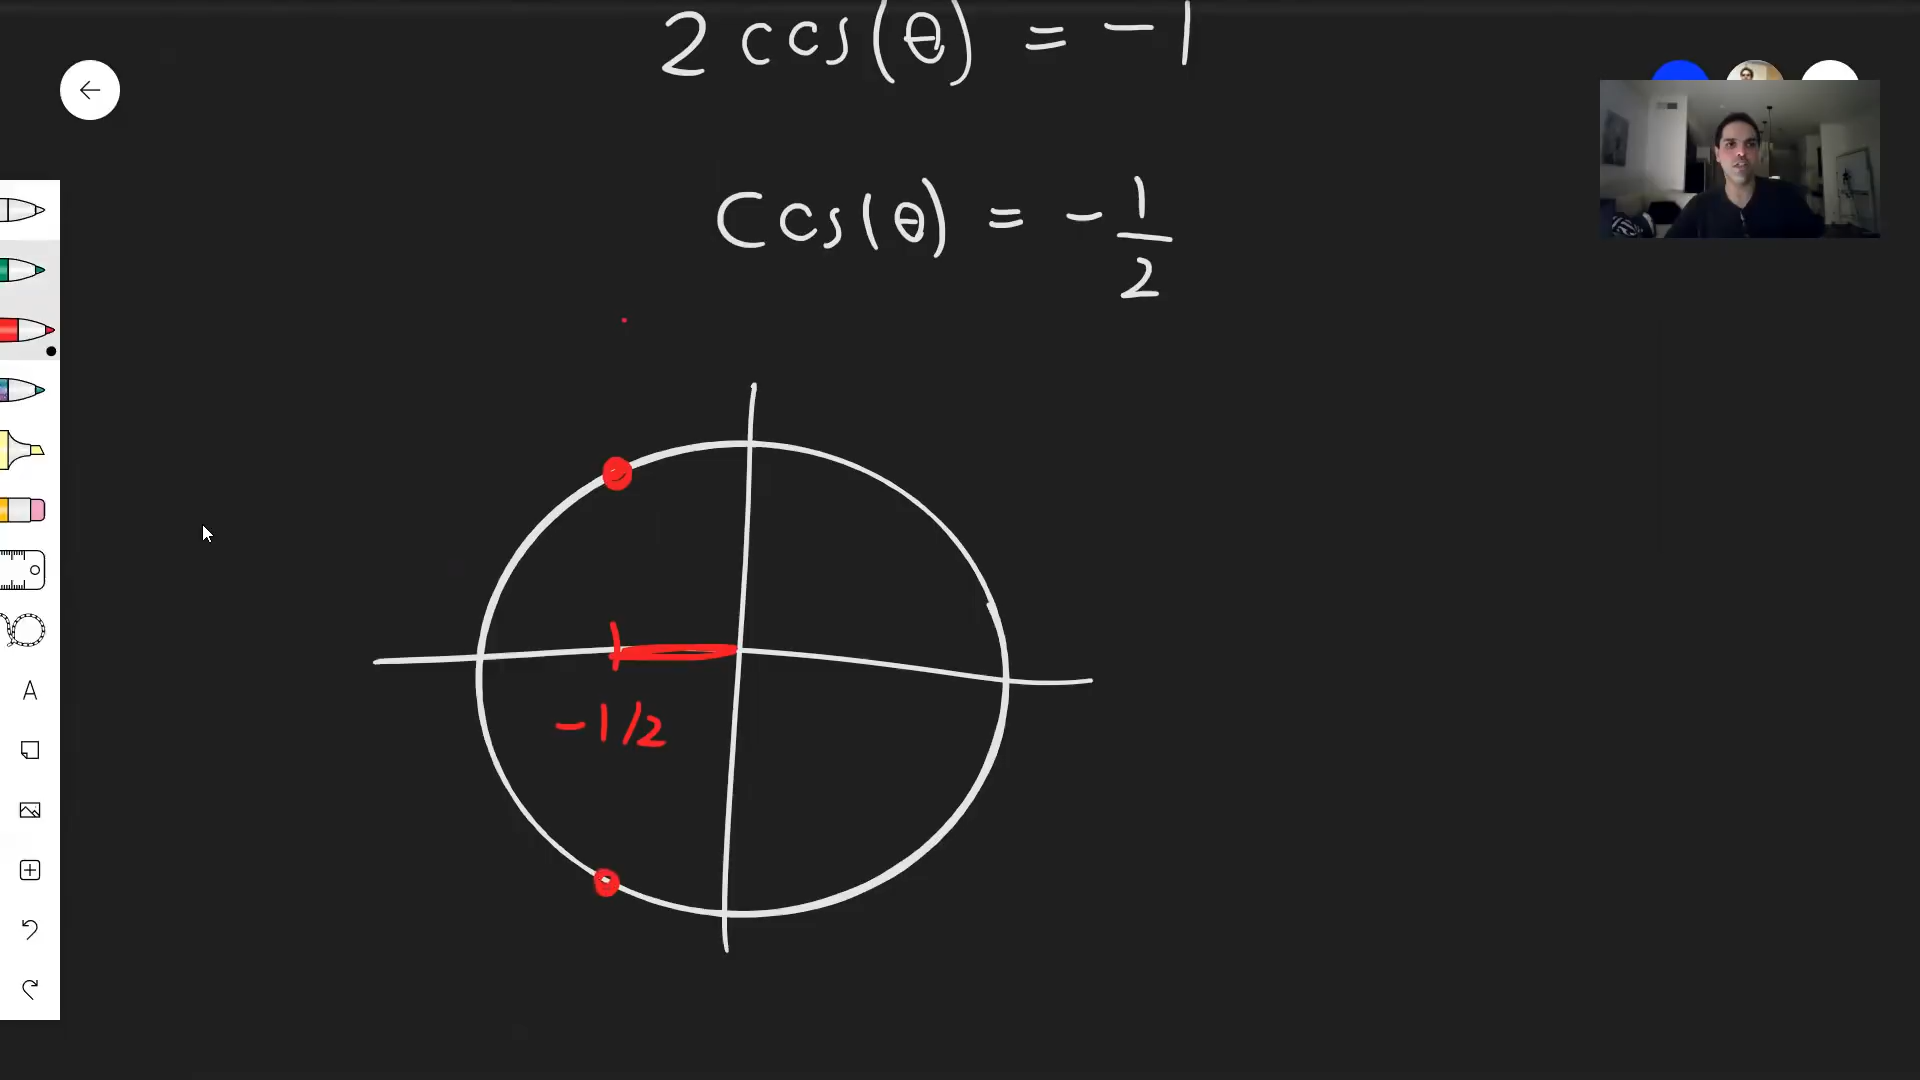 2 cos(θ) = -1
cos(θ) = -1/2
-1/2
A